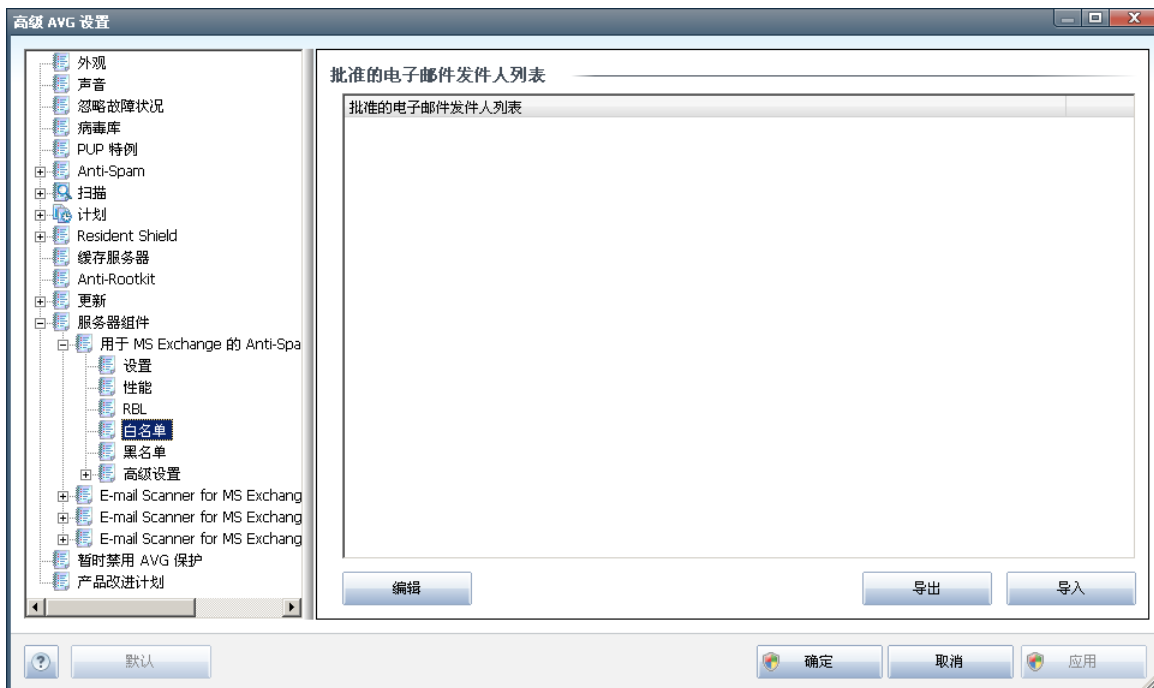 高级 AVG 设置
外观
声音
忽略故障状况
病毒库
PUP 特例
Anti-Spam
扫描
计划
Resident Shield
缓存服务器
Anti-Rootkit
更新
服务器组件
用于 MS Exchange 的 Anti-Spa
设置
性能
RBL
白名单
黑名单
高级设置
E-mail Scanner for MS Exchang
E-mail Scanner for MS Exchang
E-mail Scanner for MS Exchang
暂时禁用 AVG 保护
产品改进计划
批准的电子邮件发件人列表
批准的电子邮件发件人列表
编辑
导出
导入
默认
确定
取消
应用